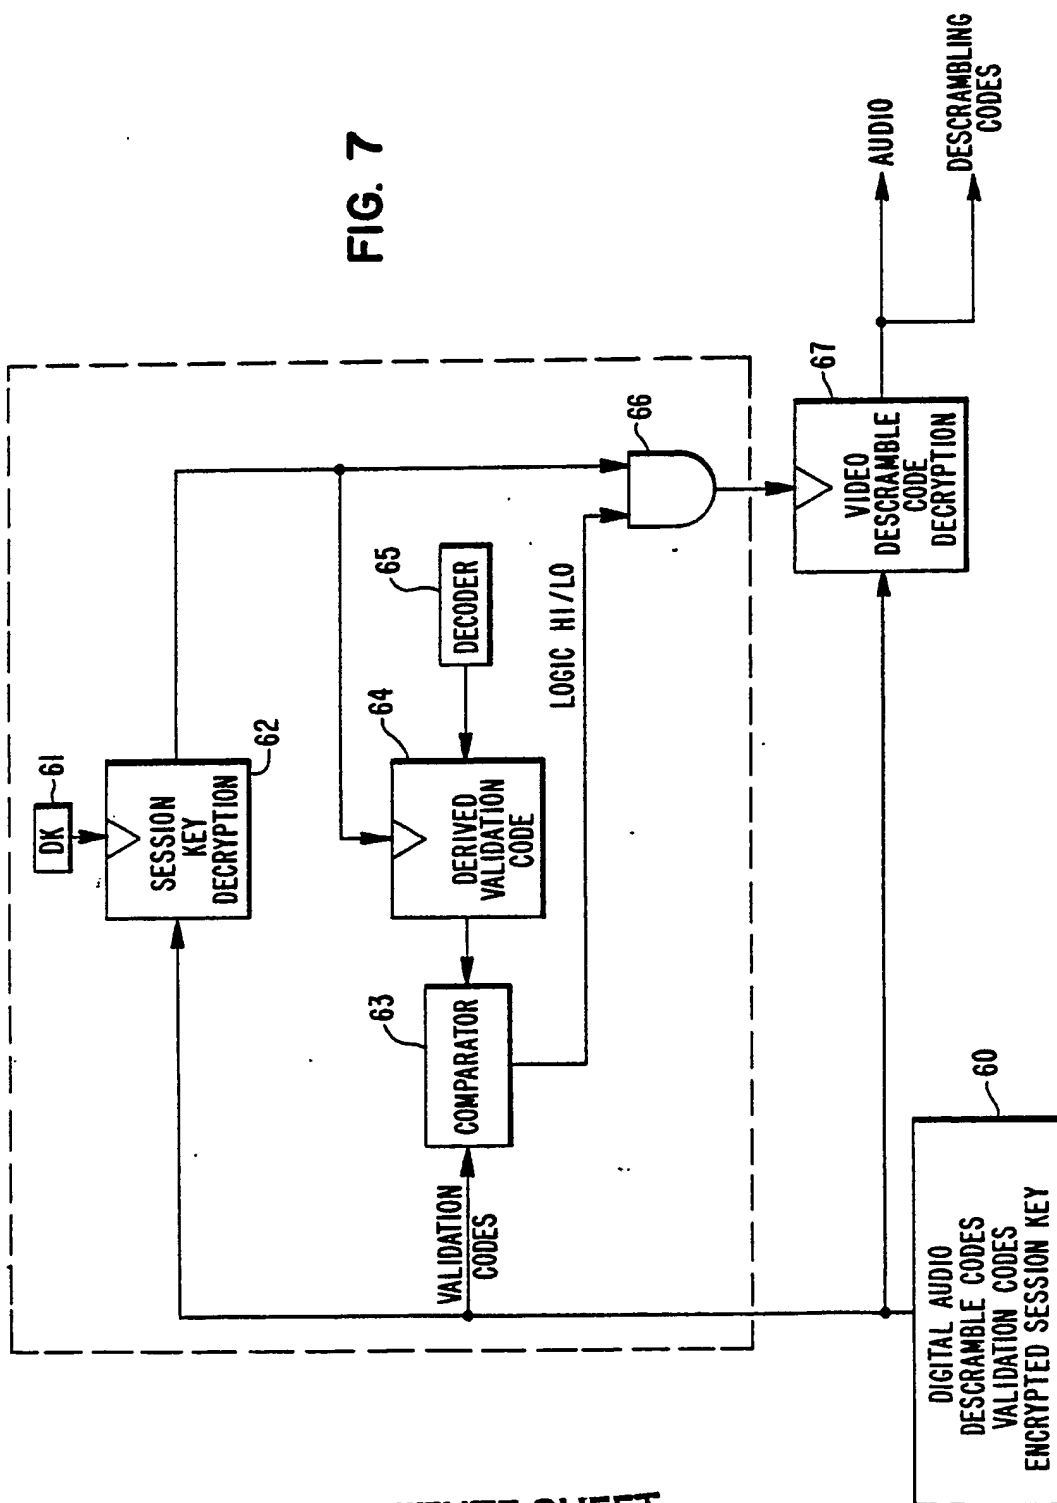 FIG. 7
61
DK
SESSION
KEY
DECRYPTION
62
64
DERIVED
VALIDATION
CODE
65
DECODER
63
COMPARATOR
VALIDATION
CODES
LOGIC HI/LO
66
67
VIDEO
DESCRAMBLE
CODE
DECRYPTION
AUDIO
DESCRAMBLING
CODES
60
DIGITAL AUDIO
DESCRAMBLE CODES
VALIDATION CODES
ENCRYPTED SESSION KEY
SHEET